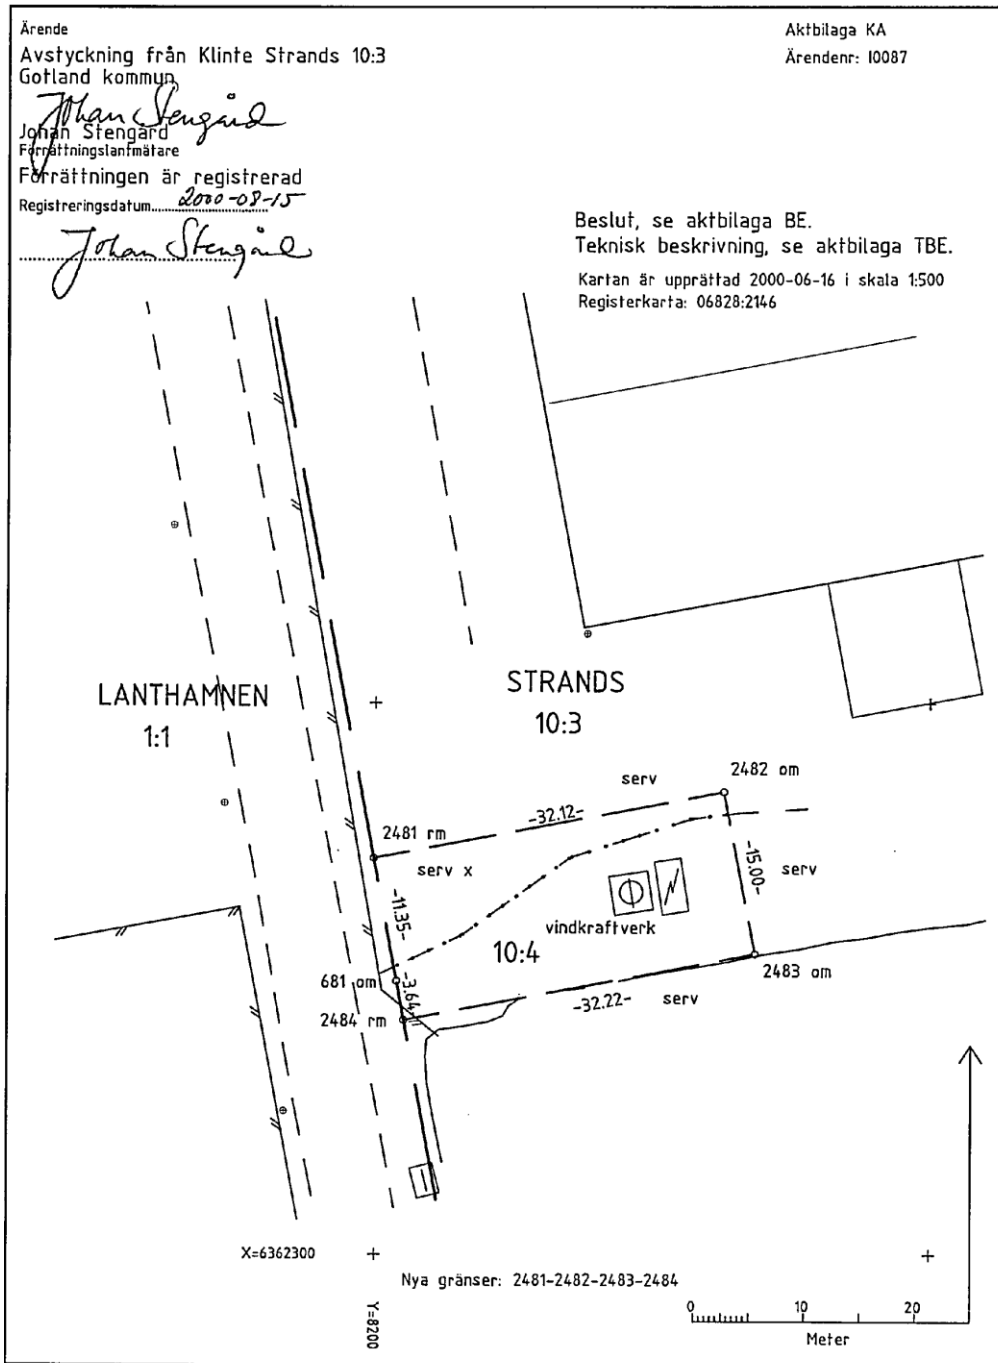 Ärende
Avstyckning från Klinte Strands 10:3
Gotland kommun
Johan Stengård
Johan Stengård
Förrättningslantmätare
Förrättningen är registrerad
Registreringsdatum 2000-08-15
Johan Stengård
Aktbilaga KA
Ärendenr: I0087
Beslut, se aktbilaga BE.
Teknisk beskrivning, se aktbilaga TBE.
Kartan är upprättad 2000-06-16 i skala 1:500
Registerkarta: 06828:2146
LANTHAMNEN
1:1
STRANDS
10:3
serv
2482 om
-32.12-
2481 rm
serv x
-15.00-
serv
-11.35-
vindkraftverk
10:4
681 om
-3.64-
2483 om
-32.22-
serv
2484 rm
X=6362300
Y=8200
Nya gränser: 2481-2482-2483-2484
0 10 20
Meter